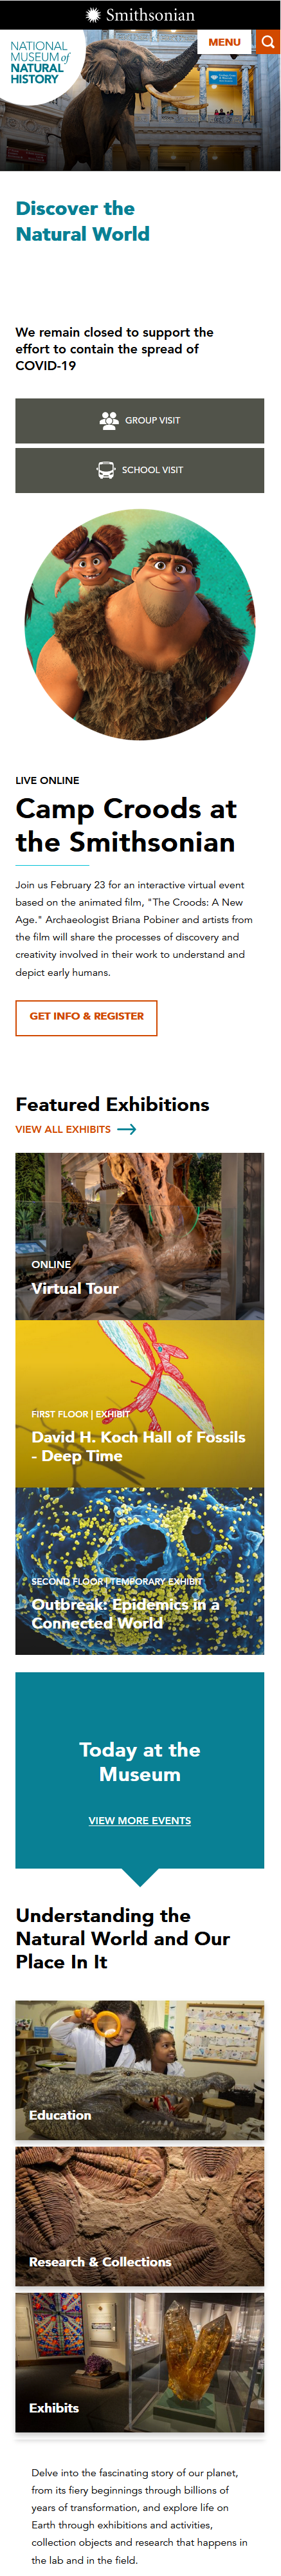 Smithsonian
NATIONAL
MUSEUM of
NATURAL
HISTORY
MENU
Discover the
Natural World
We remain closed to support the
effort to contain the spread of
COVID-19
GROUP VISIT
SCHOOL VISIT
LIVE ONLINE
Camp Croods at
the Smithsonian
Join us February 23 for an interactive virtual event
based on the animated film, "The Croods: A New
Age." Archaeologist Briana Pobiner and artists from
the film will share the processes of discovery and
creativity involved in their work to understand and
depict early humans.
GET INFO & REGISTER
Featured Exhibitions
VIEW ALL EXHIBITS
ONLINE
Virtual Tour
FIRST FLOOR | EXHIBIT
David H. Koch Hall of Fossils
- Deep Time
SECOND FLOOR | TEMPORARY EXHIBIT
Outbreak: Epidemics in a
Connected World
Today at the
Museum
VIEW MORE EVENTS
Understanding the
Natural World and Our
Place In It
Education
Research & Collections
Exhibits
Delve into the fascinating story of our planet,
from its fiery beginnings through billions of
years of transformation, and explore life on
Earth through exhibitions and activities,
collection objects and research that happens in
the lab and in the field.